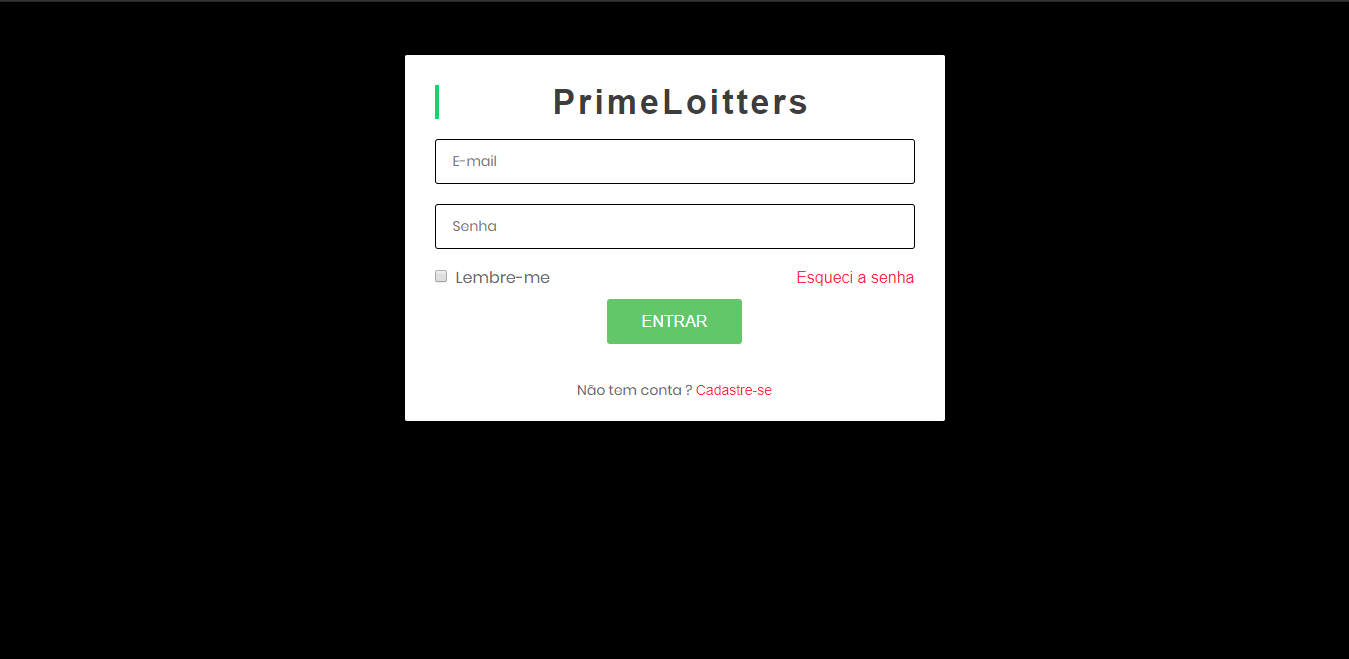 PrimeLoitters
E-mail
Senha
Lembre-me Esqueci a senha
ENTRAR
Não tem conta ? Cadastre-se